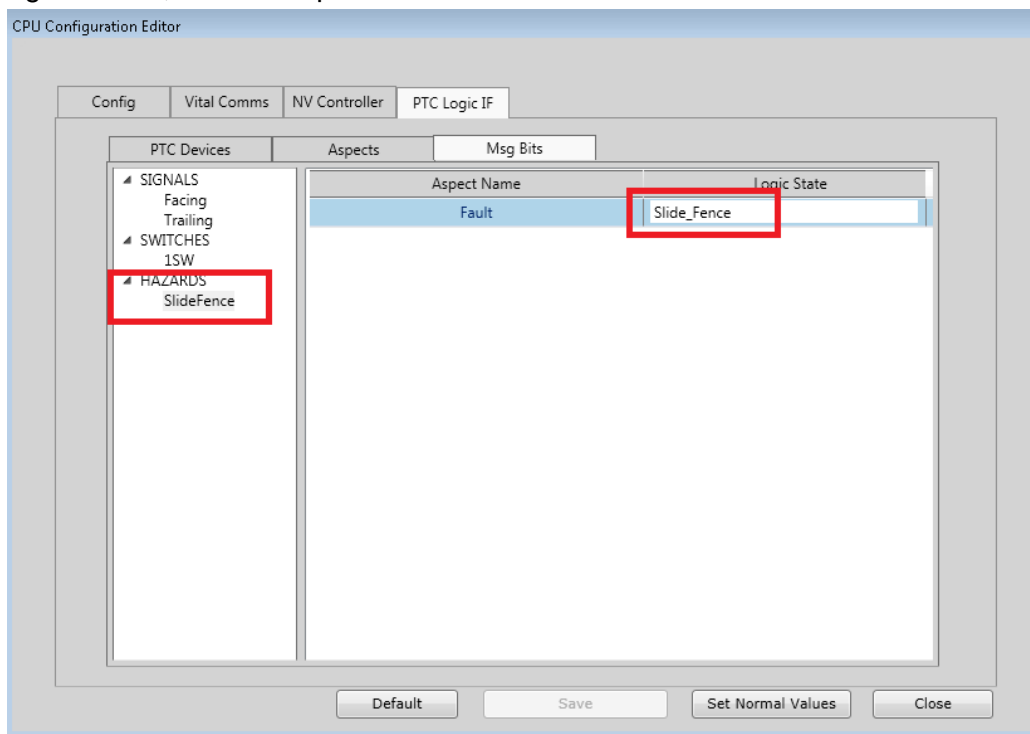 CPU Configuration Editor
Config Vital Comms NV Controller PTC Logic IF
PTC Devices Aspects Msg Bits
SIGNALS
Facing
Trailing
SWITCHES
1SW
HAZARDS
SlideFence
Aspect Name Logic State
Fault Slide_Fence
Default Save Set Normal Values Close